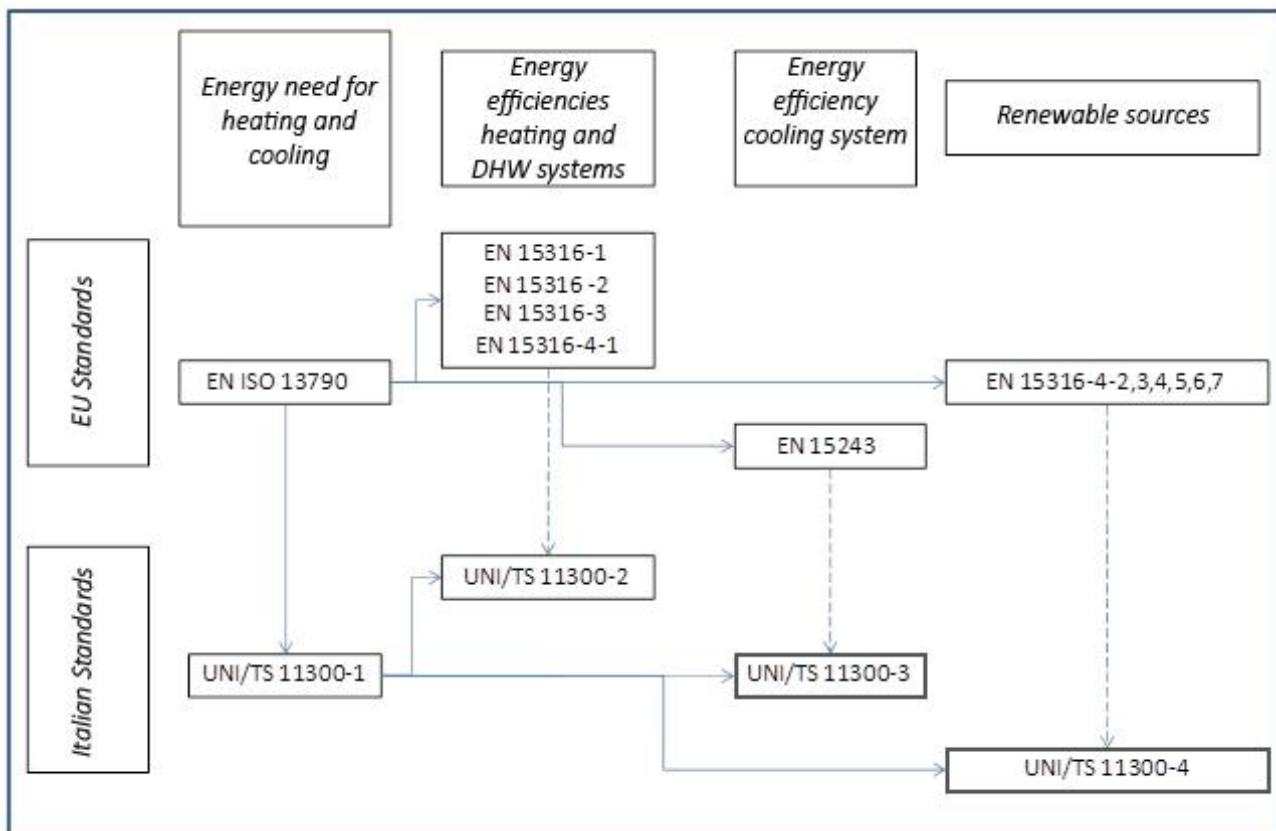 Energy need for
heating and
cooling
Energy
efficiencies
heating and
DHW systems
Energy
efficiency
cooling system
Renewable sources
EU Standards
EN 15316-1
EN 15316 -2
EN 15316-3
EN 15316-4-1
EN ISO 13790
EN 15316-4-2,3,4,5,6,7
EN 15243
Italian Standards
UNI/TS 11300-2
UNI/TS 11300-1
UNI/TS 11300-3
UNI/TS 11300-4